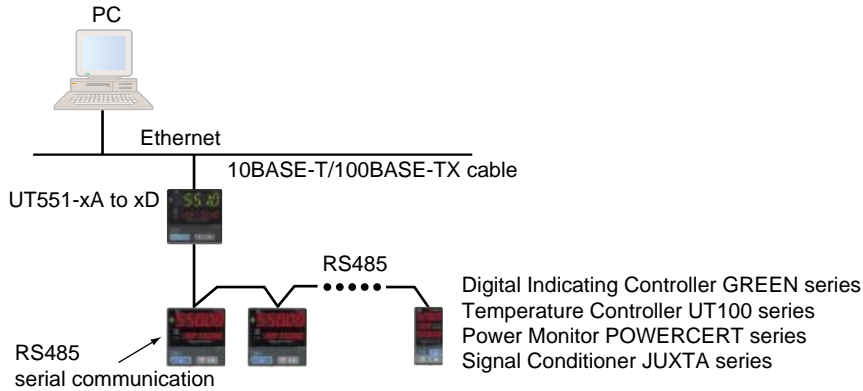 PC
Ethernet
10BASE-T/100BASE-TX cable
UT551-xA to xD
RS485
Digital Indicating Controller GREEN series
Temperature Controller UT100 series
Power Monitor POWERCERT series
Signal Conditioner JUXTA series
RS485
serial communication